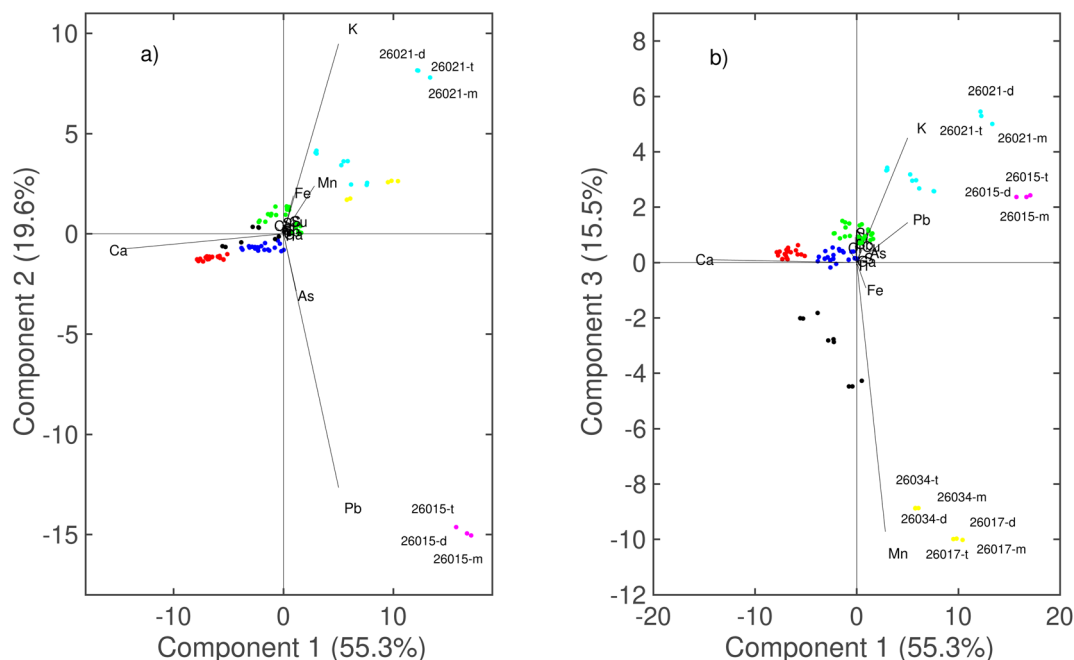 a)
10
5
0
-5
-10
-15
-10
0
10
Component 2 (19.6%)
Component 1 (55.3%)
K
26021-d
26021-t
26021-m
Mn
Fe
Ca
As
Pb
26015-t
26015-d
26015-m
b)
8
6
4
2
0
-2
-4
-6
-8
-10
-12
-20
-10
0
10
20
Component 3 (15.5%)
Component 1 (55.3%)
26021-d
K
26021-t
26021-m
26015-t
26015-d
Pb
26015-m
As
Ca
Fe
26034-t
26034-m
26034-d
26017-d
Mn
26017-t
26017-m